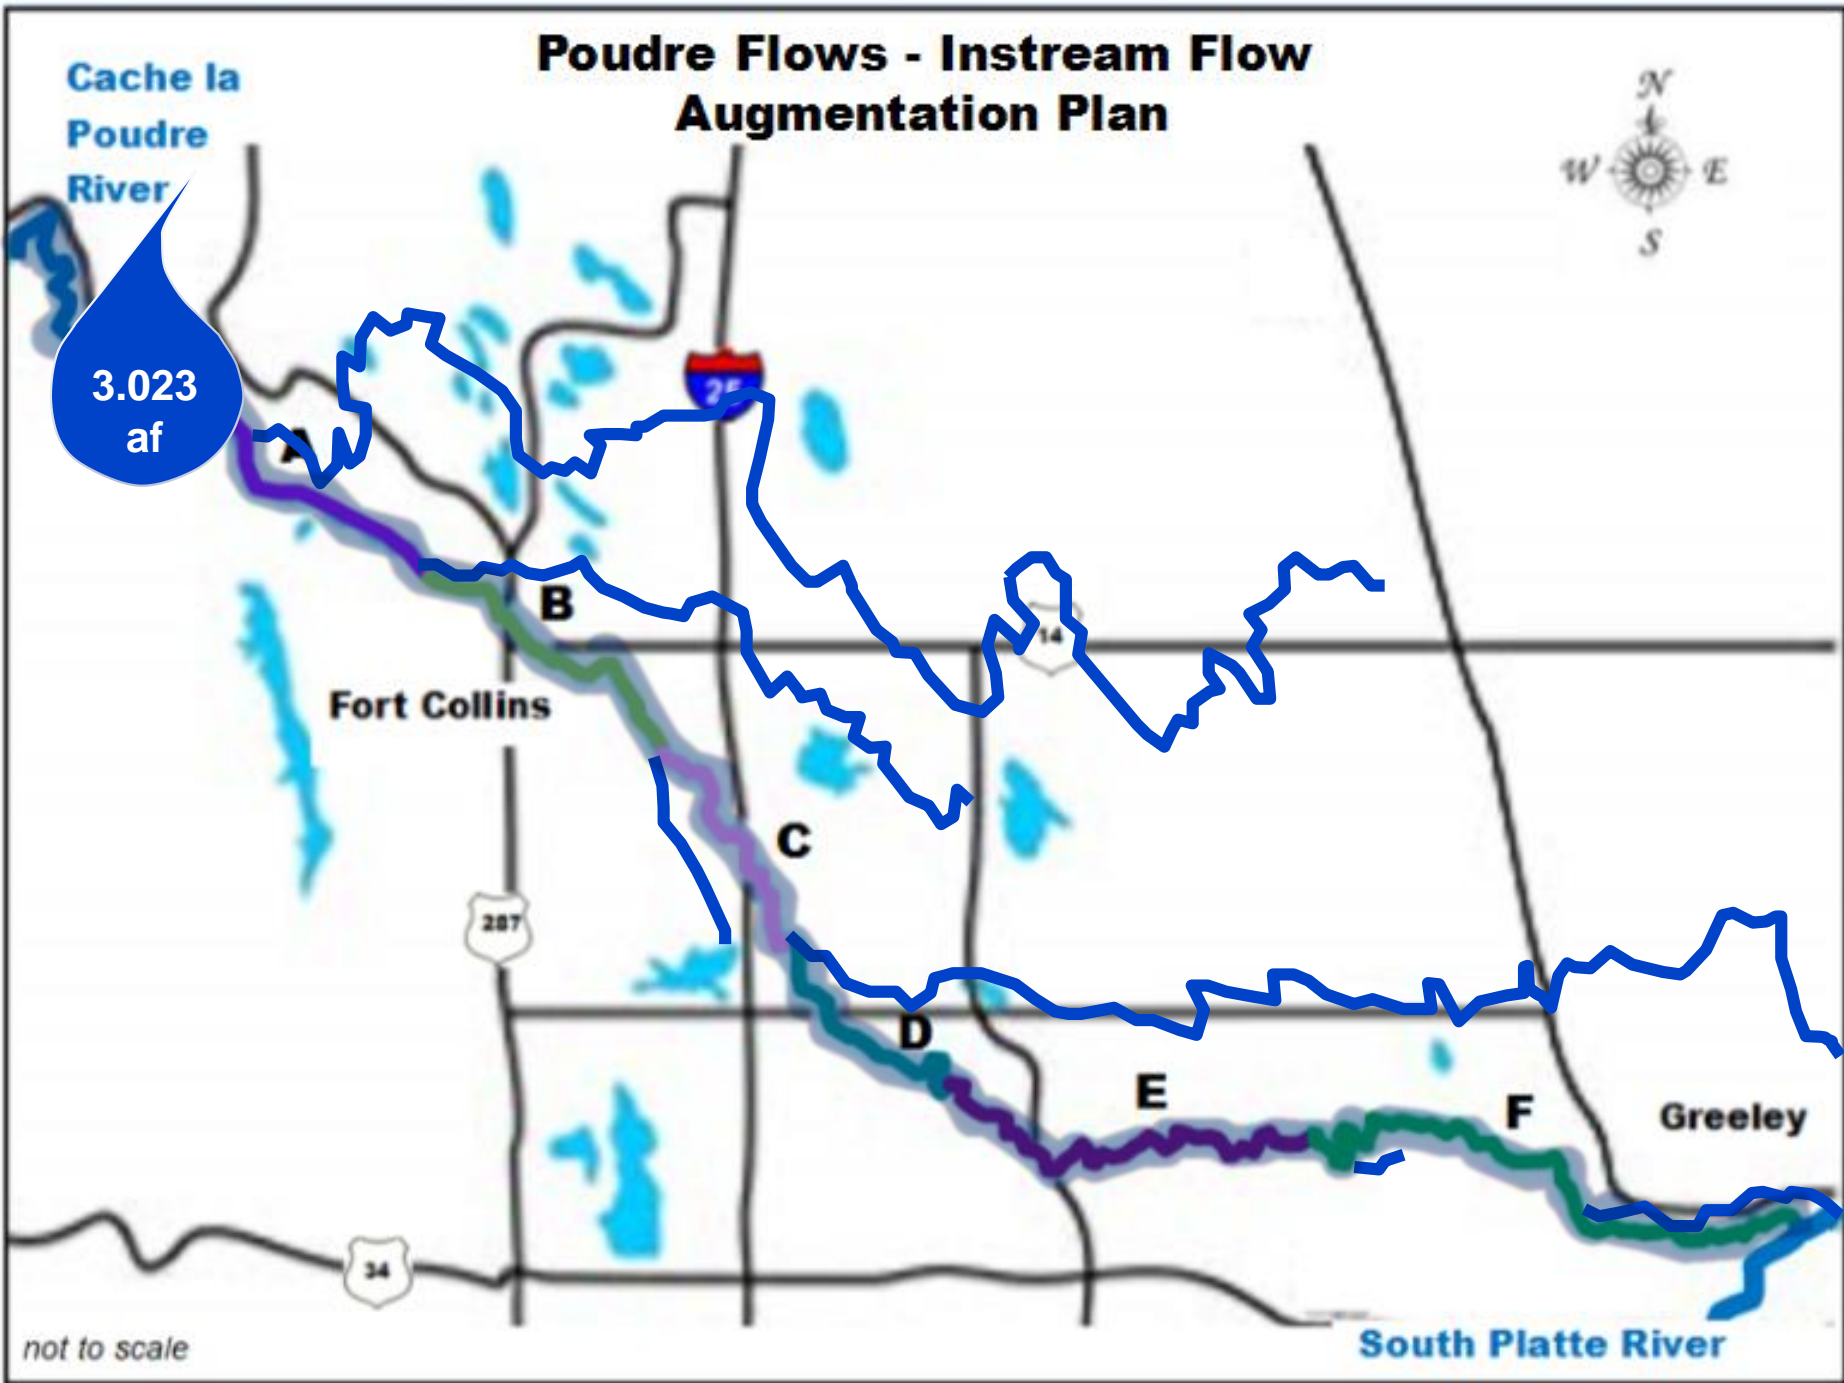 Poudre Flows - Instream Flow
Augmentation Plan
Cache la
Poudre
River
N
W
E
S
3.023
af
25
A
B
14
Fort Collins
C
287
D
E
F
Greeley
34
not to scale
South Platte River